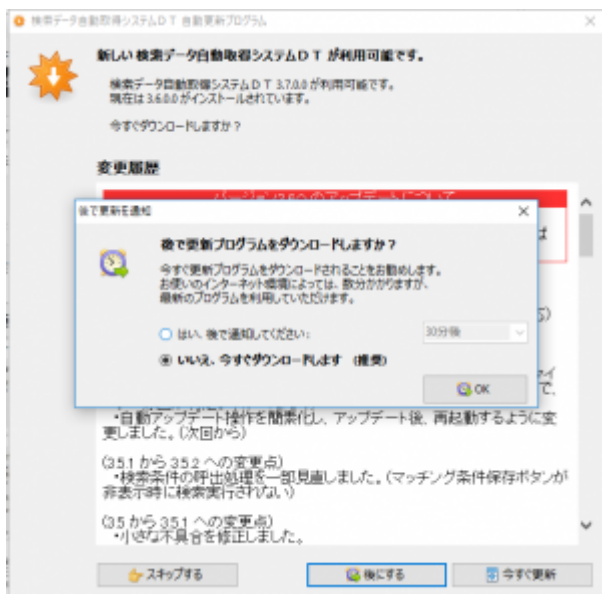 検索データ自動取得システムDT 自動更新プログラム
新しい 検索データ自動取得システムDT が利用可能です。
検索データ自動取得システムDT 3.7.0.0が利用可能です。
現在は 3.6.0.0がインストールされています。
今すぐダウンロードしますか？
変更履歴
へのアップデートについて
後で更新を通知
後で更新プログラムをダウンロードしますか？
今すぐ更新プログラムをダウンロードされることをお勧めします。
お使いのインターネット環境によっては、数分かかりますが、
最新のプログラムを利用していただけます。
はい、後で通知してください:
30分後
いいえ、今すぐダウンロードします (推奨)
OK
・自動アップデート操作を簡素化し、アップデート後、再起動するように変
更しました。(次回から)
(3.5.1 から 3.5.2 への変更点)
・検索条件の呼出処理を一部見直しました。(マッチング条件保存ボタンが
非表示時に検索実行されない)
(3.5 から 3.5.1 への変更点)
・小さな不具合を修正しました。
スキップする
後にする
今すぐ更新